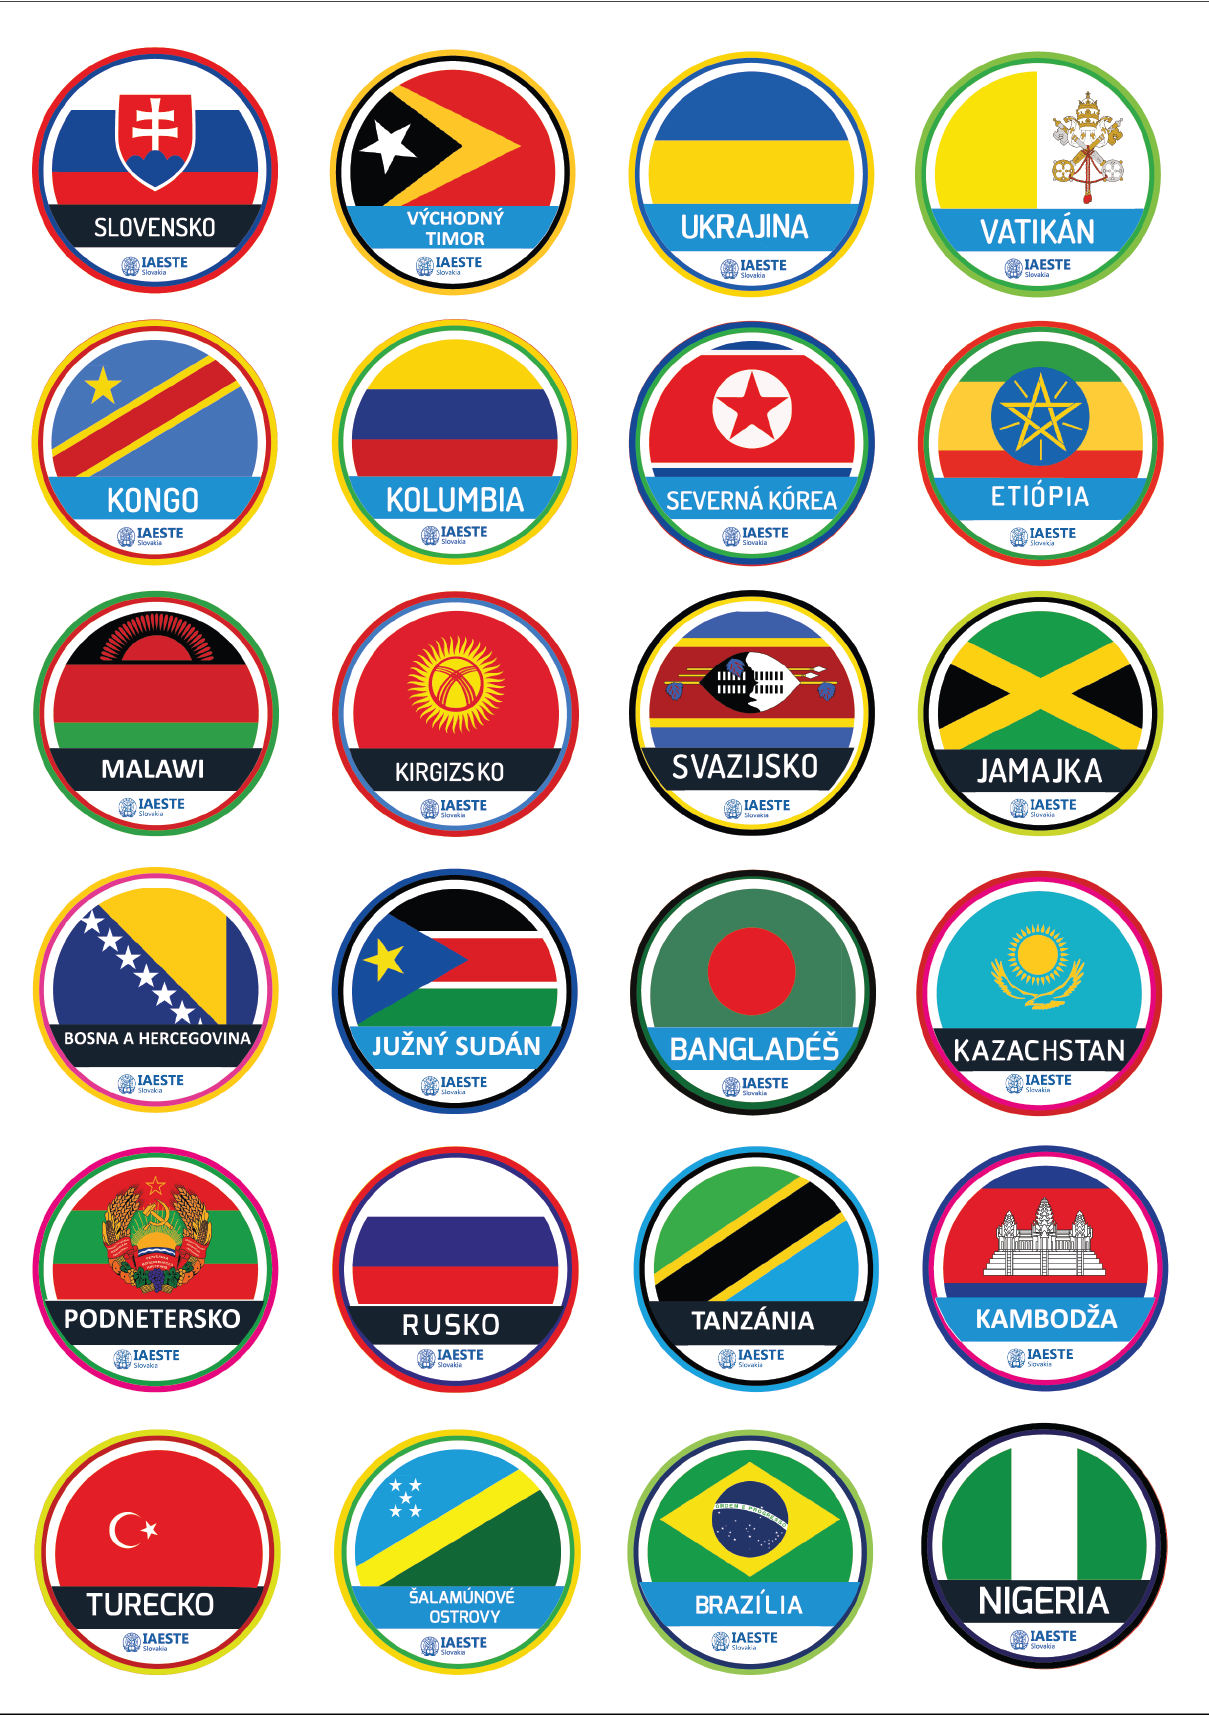 SLOVENSKO
IAESTE
Slovakia
VÝCHODNÝ
TIMOR
IAESTE
Slovakia
UKRAJINA
IAESTE
Slovakia
VATIKÁN
IAESTE
Slovakia
KONGO
IAESTE
Slovakia
KOLUMBIA
IAESTE
Slovakia
SEVERNÁ KÓREA
IAESTE
Slovakia
ETIÓPIA
IAESTE
Slovakia
MALAWI
IAESTE
Slovakia
KIRGIZSKO
IAESTE
Slovakia
SVAZIJSKO
IAESTE
Slovakia
JAMAJKA
IAESTE
Slovakia
BOSNA A HERCEGOVINA
IAESTE
Slovakia
JUŽNÝ SUDÁN
IAESTE
Slovakia
BANGLADÉŠ
IAESTE
Slovakia
KAZACHSTAN
IAESTE
Slovakia
PODNETERSKO
IAESTE
Slovakia
RUSKO
IAESTE
Slovakia
TANZÁNIA
IAESTE
Slovakia
KAMBODŽA
IAESTE
Slovakia
TURECKO
IAESTE
Slovakia
ŠALAMÚNOVÉ
OSTROVY
IAESTE
Slovakia
ORDEM E PROGRESSO
BRAZÍLIA
IAESTE
Slovakia
NIGERIA
IAESTE
Slovakia